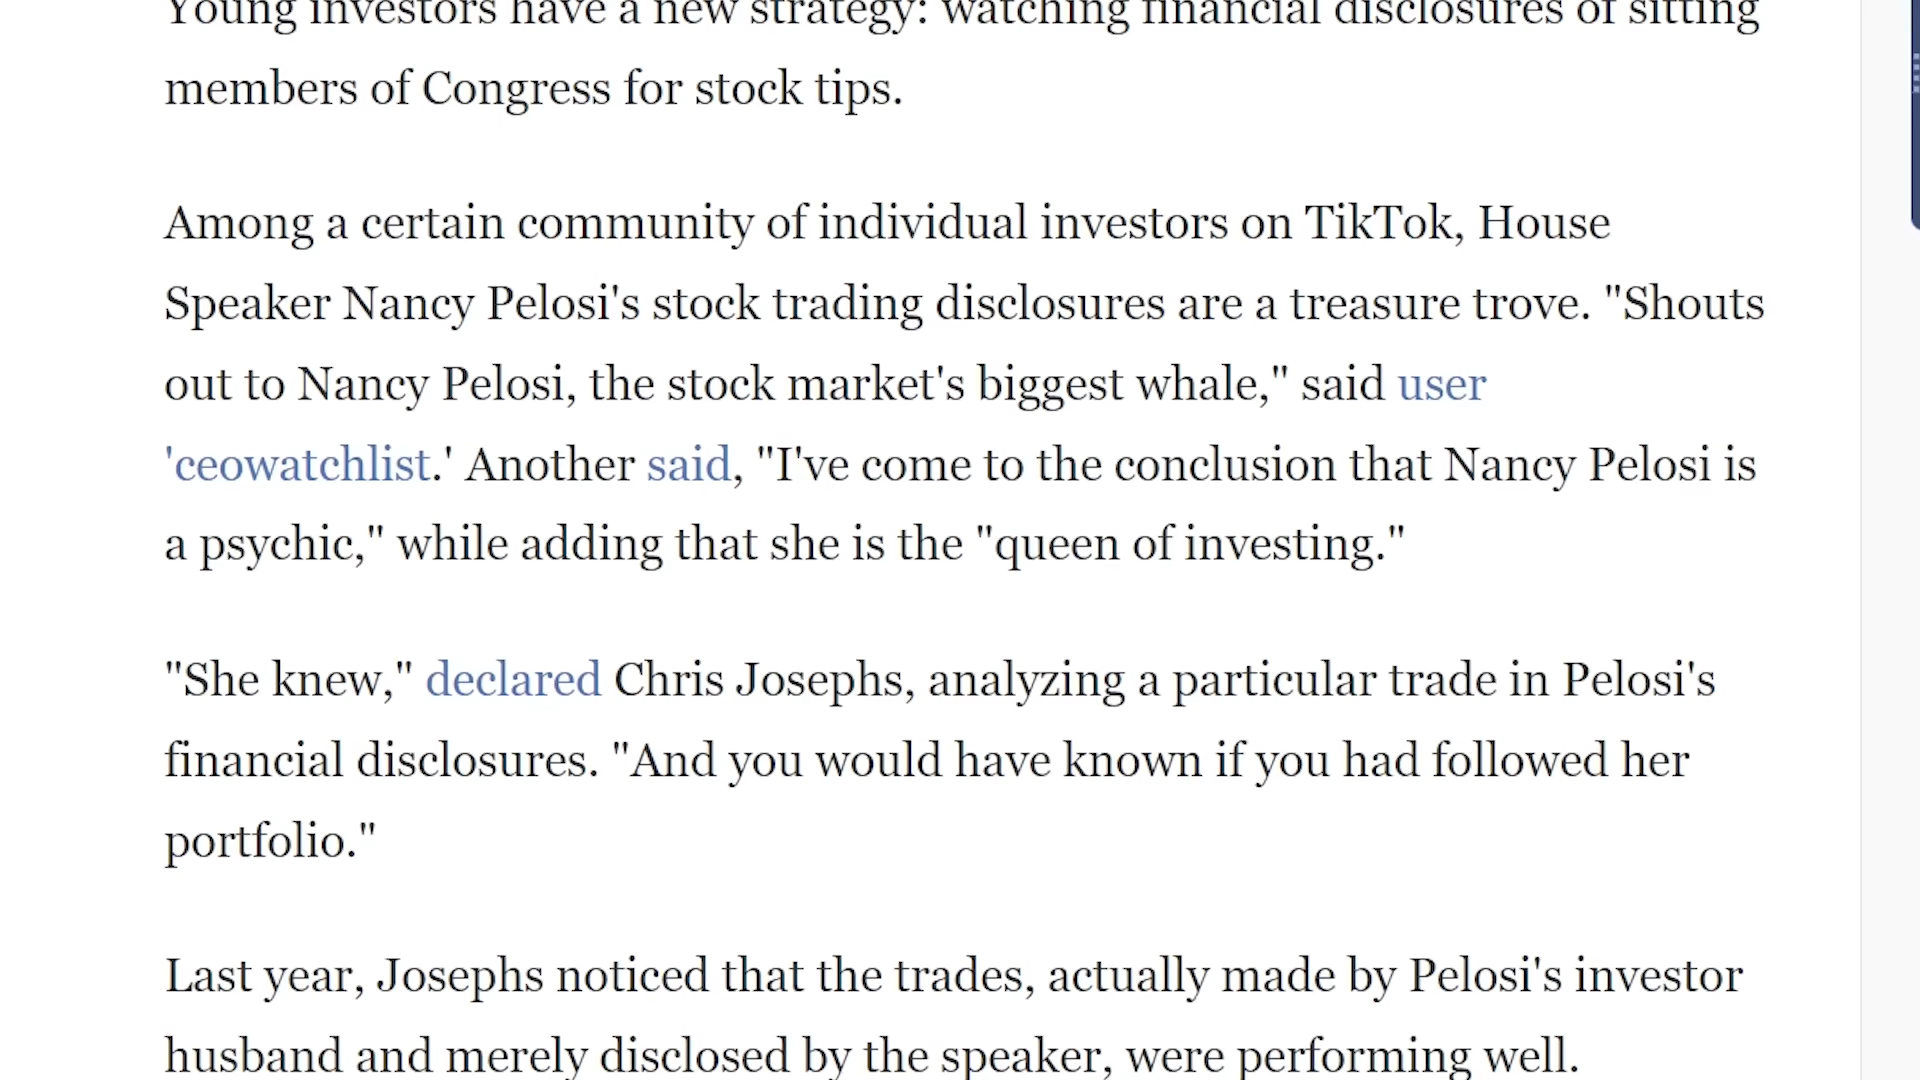 Young investors have a new strategy: watching financial disclosures of sitting
members of Congress for stock tips.
Among a certain community of individual investors on TikTok, House
Speaker Nancy Pelosi's stock trading disclosures are a treasure trove. "Shouts
out to Nancy Pelosi, the stock market's biggest whale," said user
'ceowatchlist.' Another said, "I've come to the conclusion that Nancy Pelosi is
a psychic," while adding that she is the "queen of investing."
"She knew," declared Chris Josephs, analyzing a particular trade in Pelosi's
financial disclosures. "And you would have known if you had followed her
portfolio."
Last year, Josephs noticed that the trades, actually made by Pelosi's investor
husband and merely disclosed by the speaker, were performing well.